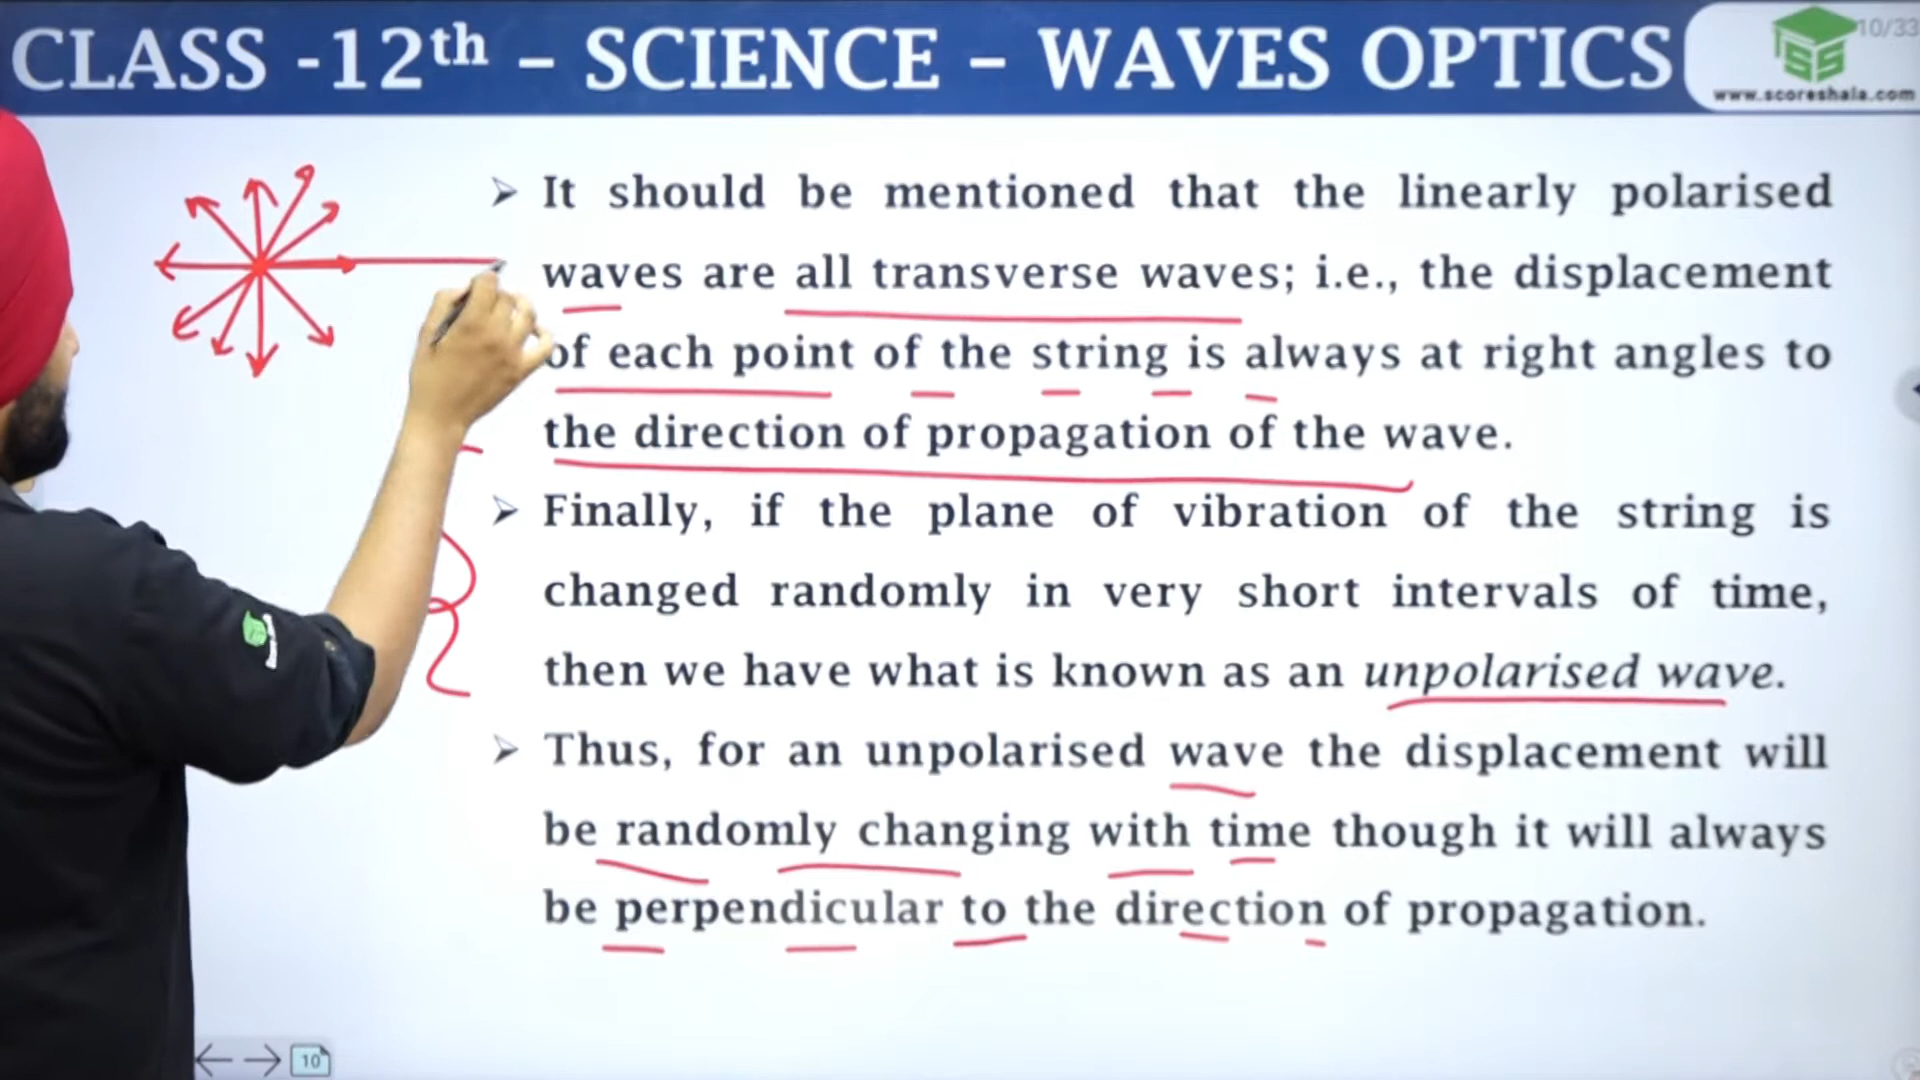 CLASS -12th – SCIENCE – WAVES OPTICS
10/33
SS
www.scoreshala.com
➢ It should be mentioned that the linearly polarised
waves are all transverse waves; i.e., the displacement
of each point of the string is always at right angles to
the direction of propagation of the wave.
➢ Finally, if the plane of vibration of the string is
changed randomly in very short intervals of time,
then we have what is known as an unpolarised wave.
➢ Thus, for an unpolarised wave the displacement will
be randomly changing with time though it will always
be perpendicular to the direction of propagation.
10